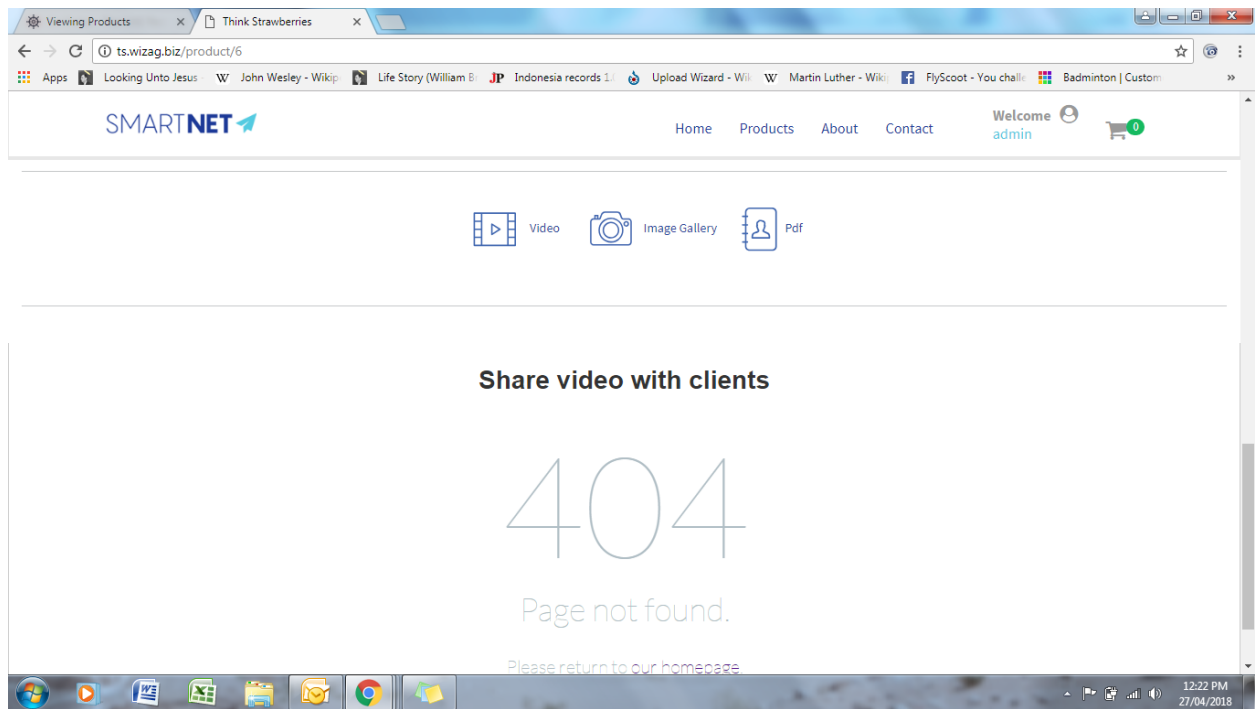 Viewing Products
Think Strawberries
ts.wizag.biz/product/6
Apps
Looking Unto Jesus
W John Wesley - Wikip
Life Story (William B
JP Indonesia records 1.
Upload Wizard - Wik
W Martin Luther - Wiki
FlyScoot - You challe
Badminton | Custom
»
SMARTNET
Home Products About Contact
Welcome
admin
0
Video
Image Gallery
Pdf
Share video with clients
404
Page not found.
Please return to our homepage
12:22 PM
27/04/2018